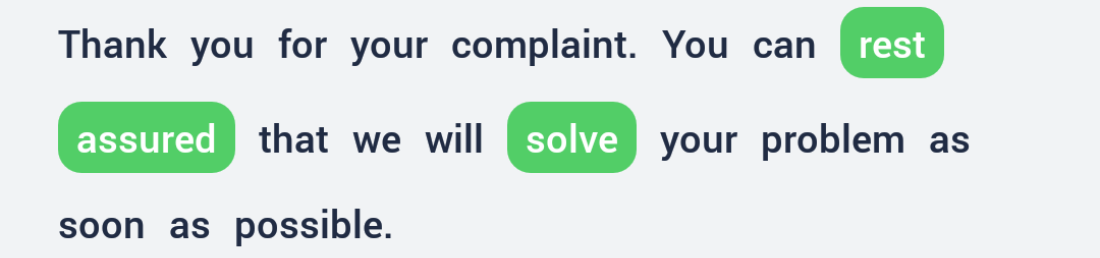 Thank you for your complaint. You can rest
assured that we will solve your problem as
soon as possible.